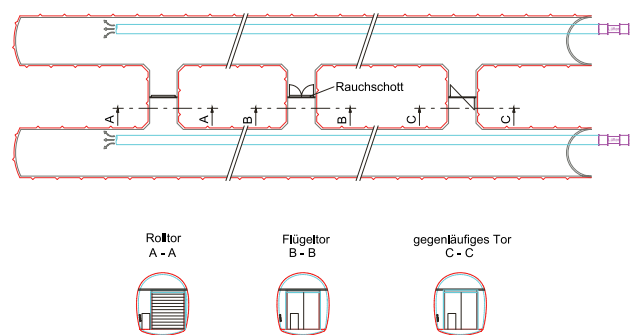 Rauchschott
A
A
B
B
C
C
Rolltor
A - A
Flügeltor
B - B
gegenläufiges Tor
C - C